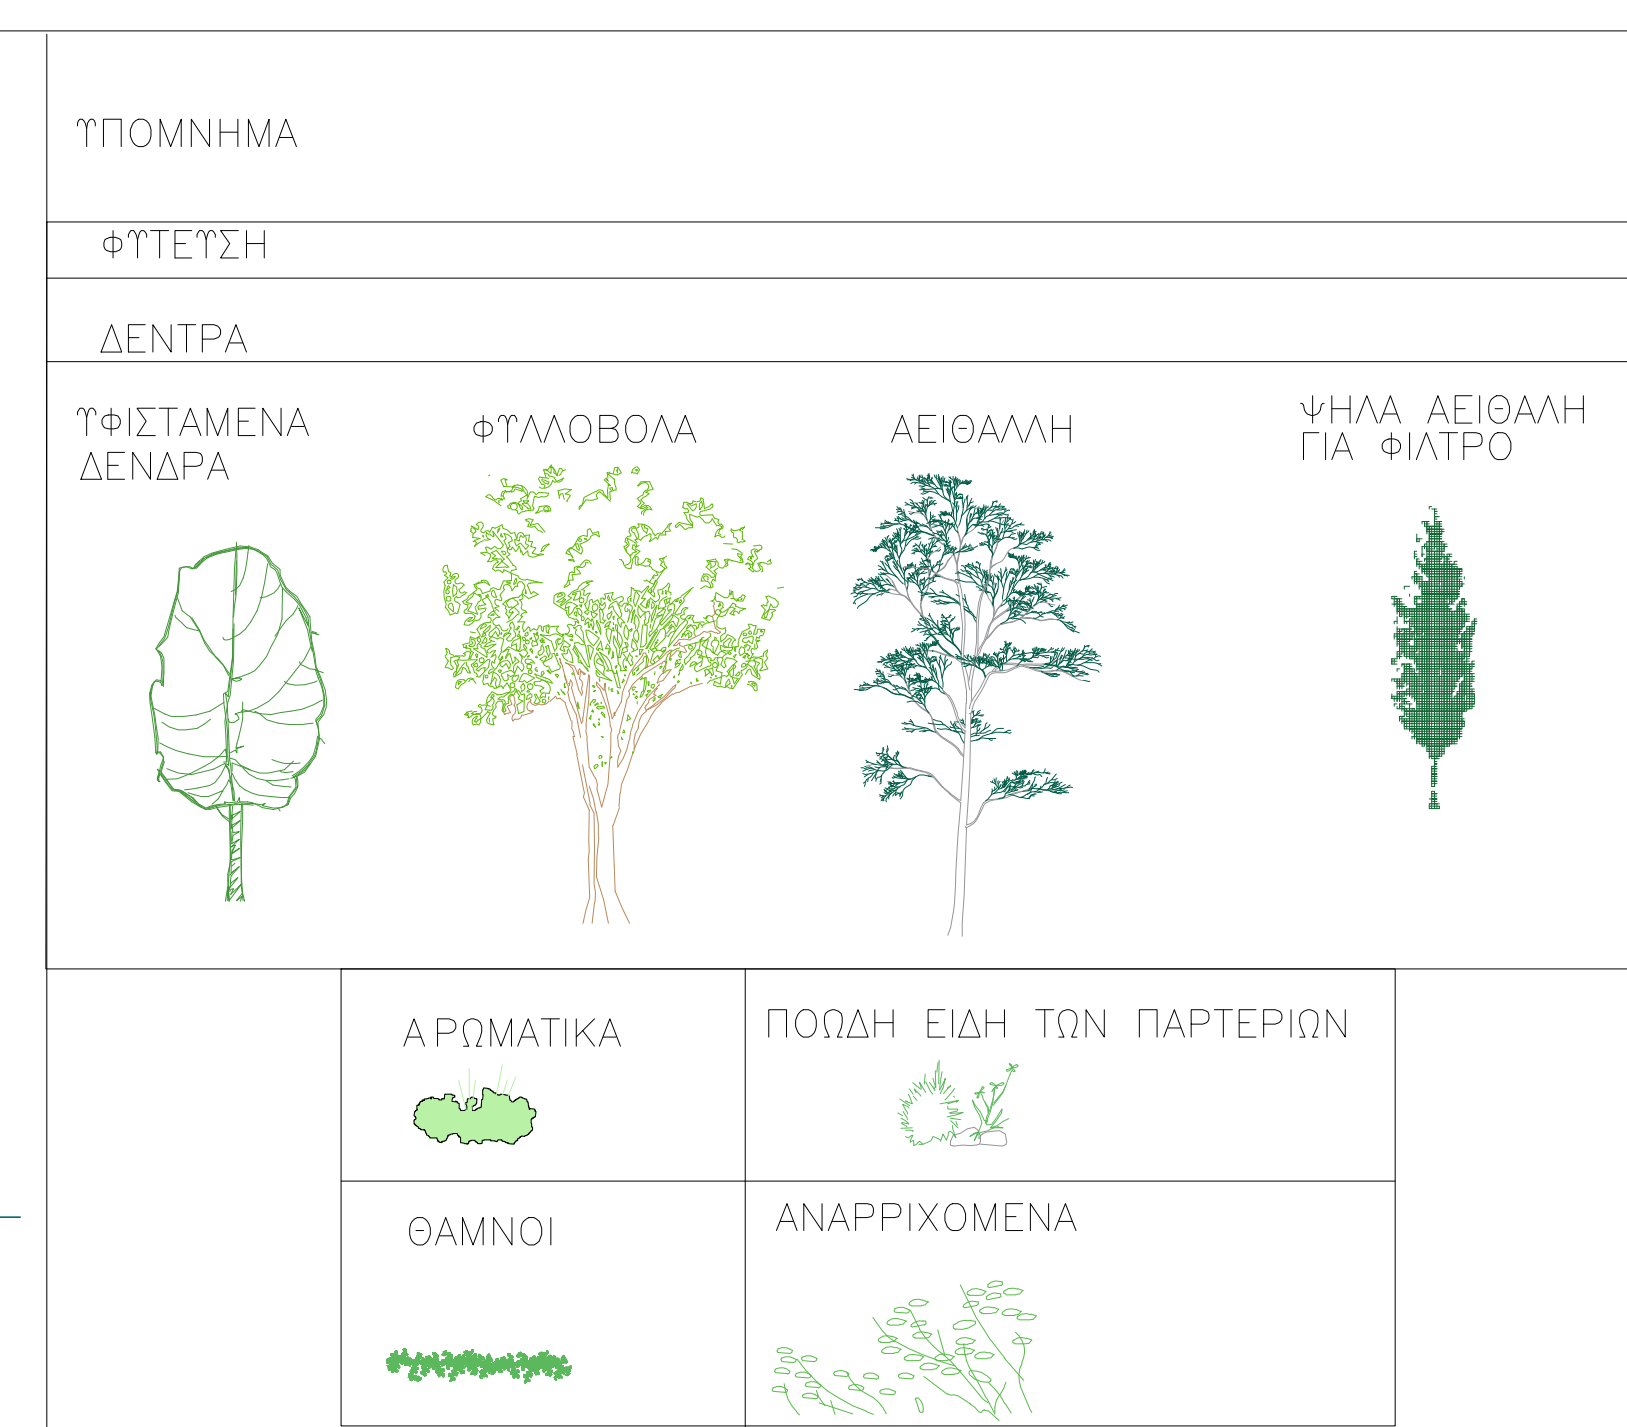 ΥΠΟΜΝΗΜΑ
ΦΥΤΕΥΣΗ
ΔΕΝΤΡΑ
ΥΦΙΣΤΑΜΕΝΑ
ΔΕΝΔΡΑ
ΦΥΛΛΟΒΟΛΑ
ΑΕΙΘΑΛΛΗ
ΨΗΛΑ ΑΕΙΘΑΛΗ
ΓΙΑ ΦΙΛΤΡΟ
ΑΡΩΜΑΤΙΚΑ
ΠΟΩΔΗ ΕΙΔΗ ΤΩΝ ΠΑΡΤΕΡΙΩΝ
ΘΑΜΝΟΙ
ΑΝΑΡΡΙΧΟΜΕΝΑ